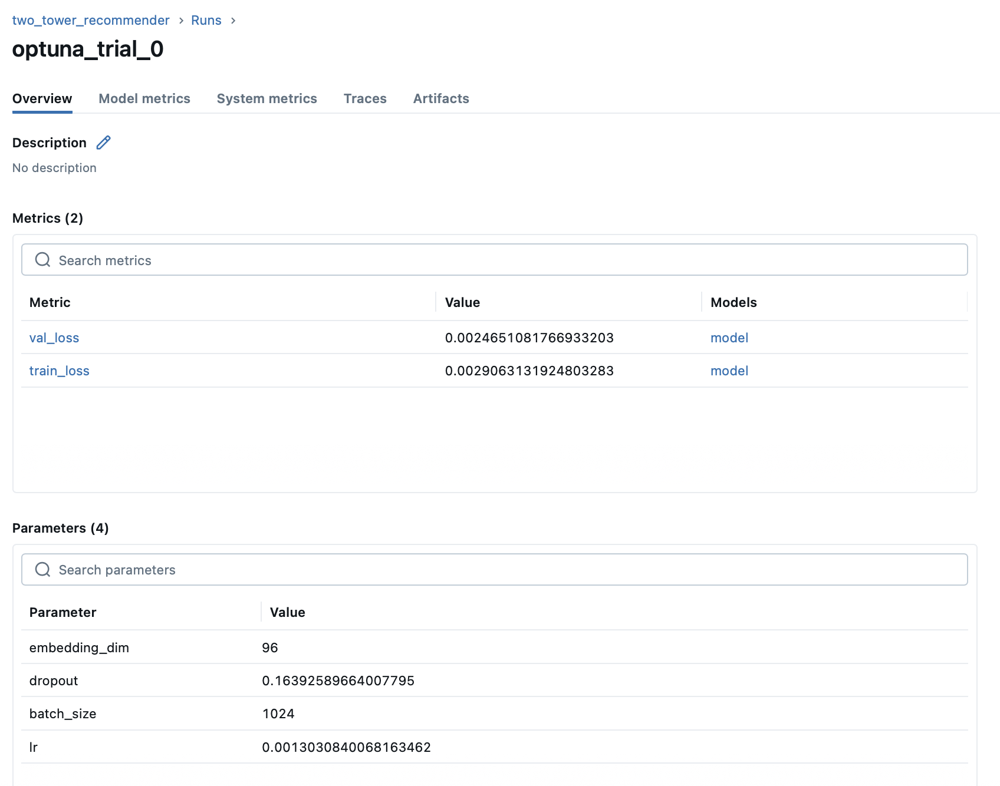 two_tower_recommender > Runs >
optuna_trial_0
Overview Model metrics System metrics Traces Artifacts
Description
No description
Metrics (2)
Search metrics
Metric Value Models
val_loss 0.0024651081766933203 model
train_loss 0.0029063131924803283 model
Parameters (4)
Search parameters
Parameter Value
embedding_dim 96
dropout 0.16392589664007795
batch_size 1024
lr 0.0013030840068163462